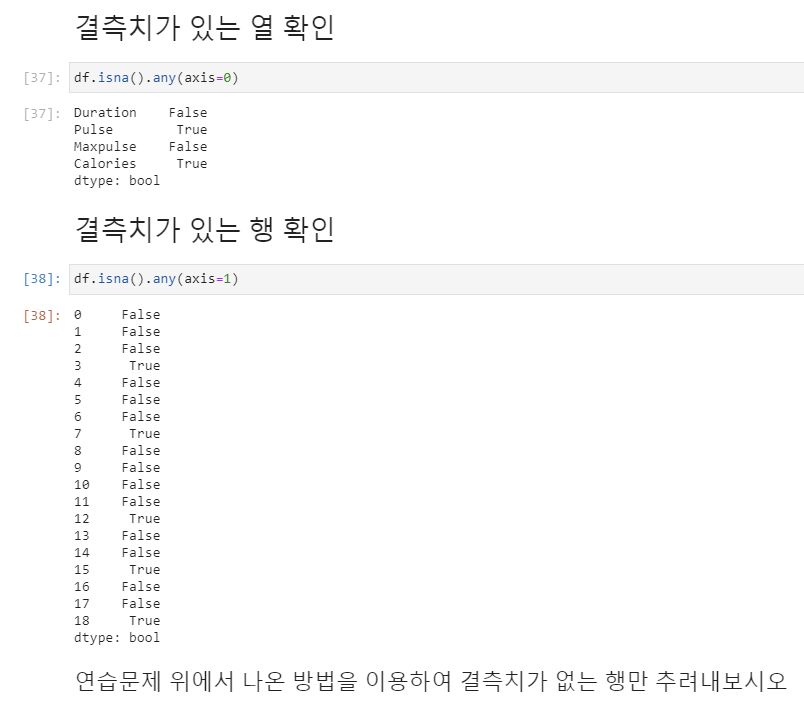 결측치가 있는 열 확인
[37]: df.isna().any(axis=0)
[37]: Duration    False
Pulse        True
Maxpulse    False
Calories     True
dtype: bool
결측치가 있는 행 확인
[38]: df.isna().any(axis=1)
[38]: 0     False
1     False
2     False
3      True
4     False
5     False
6     False
7      True
8     False
9     False
10    False
11    False
12     True
13    False
14    False
15     True
16    False
17    False
18     True
dtype: bool
연습문제 위에서 나온 방법을 이용하여 결측치가 없는 행만 추려내보시오